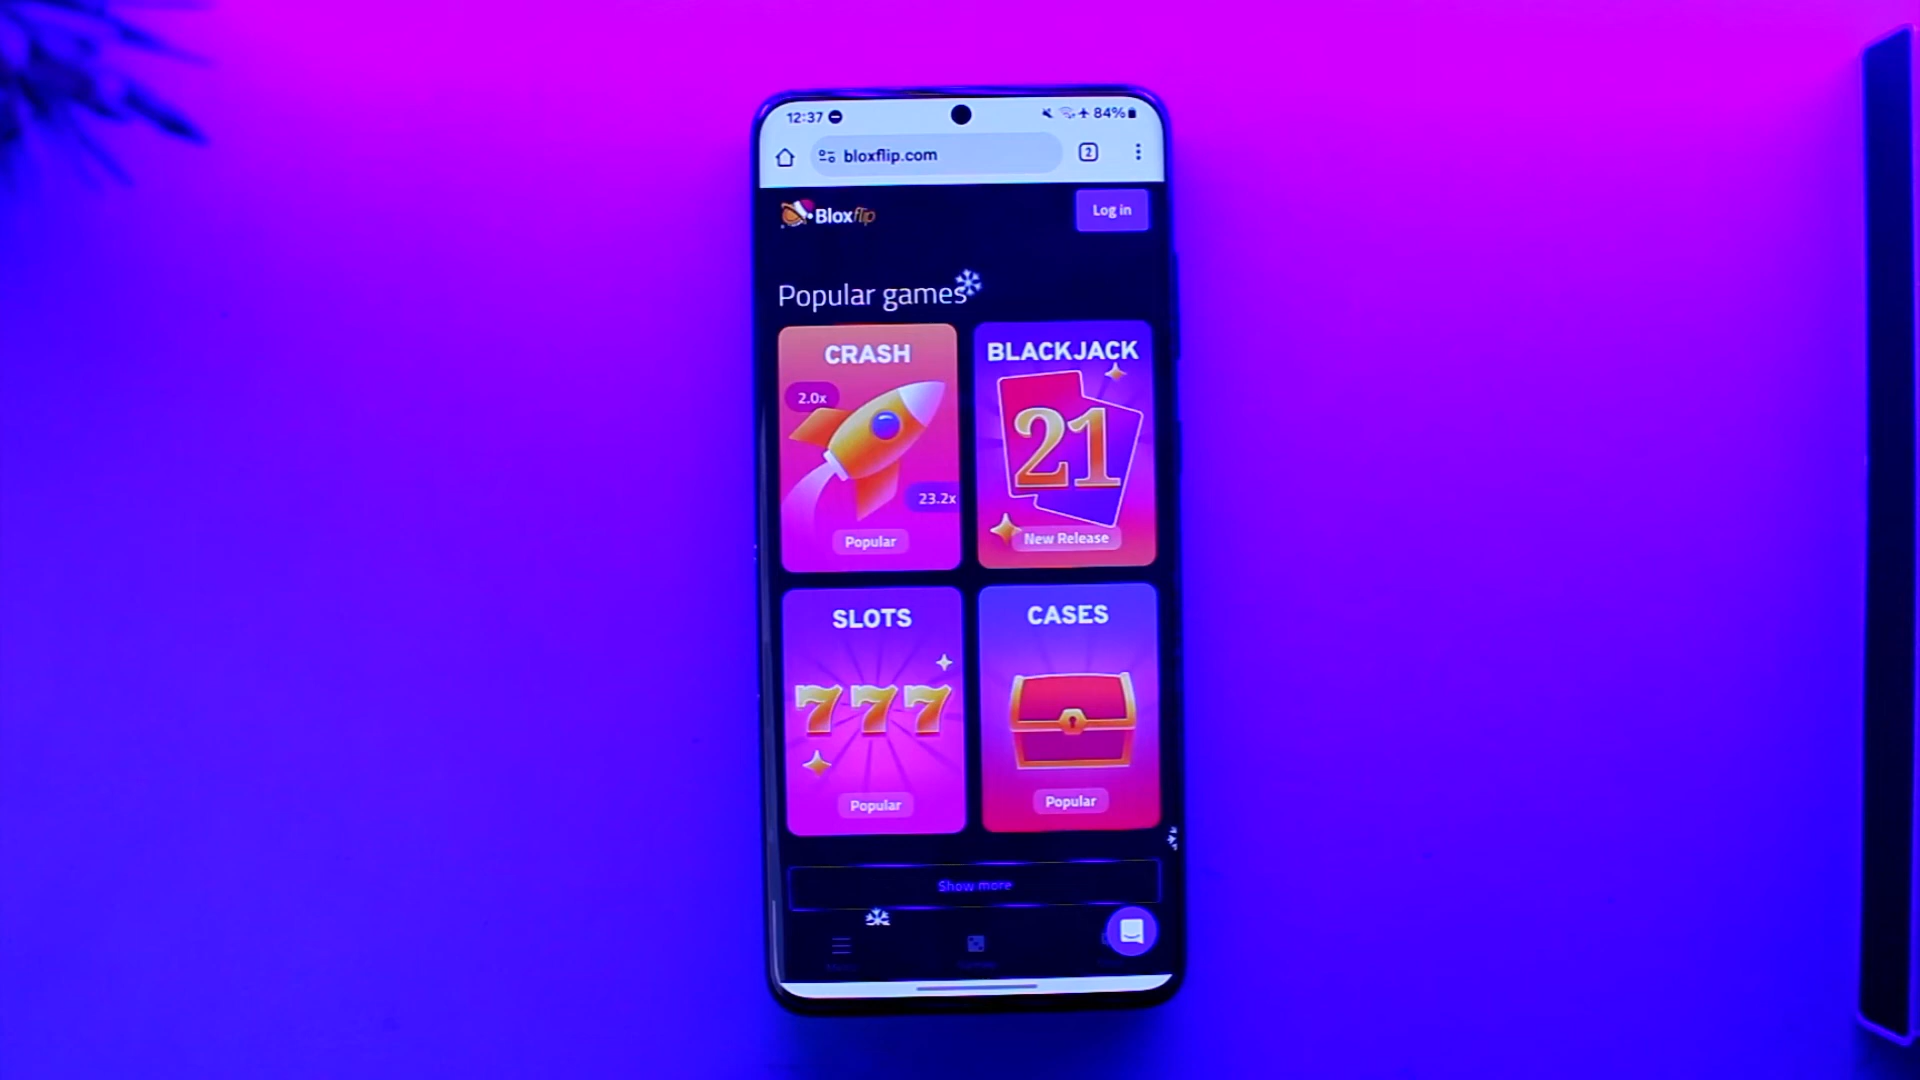 12:37
84%
bloxflip.com
2
Bloxflip
Log in
Popular games
CRASH
2.0x
23.2x
Popular
BLACKJACK
21
New Release
SLOTS
777
Popular
CASES
Popular
Show more